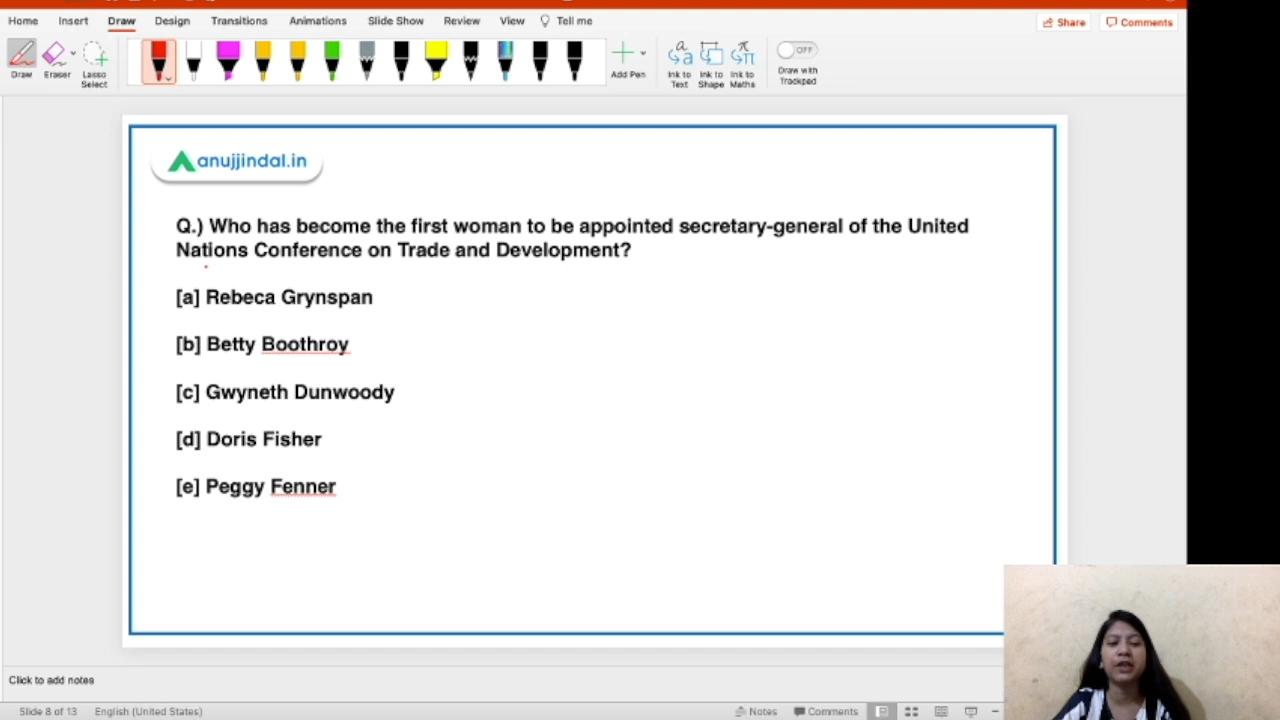 Home Insert Draw Design Transitions Animations Slide Show Review View Tell me Share Comments
Draw Eraser Lasso Select Add Pen Ink to Text Ink to Shape Ink to Maths OFF Draw with Trackpad
anujjindal.in
Q.) Who has become the first woman to be appointed secretary-general of the United
Nations Conference on Trade and Development?
[a] Rebeca Grynspan
[b] Betty Boothroy
[c] Gwyneth Dunwoody
[d] Doris Fisher
[e] Peggy Fenner
Click to add notes
Slide 8 of 13 English (United States) Notes Comments